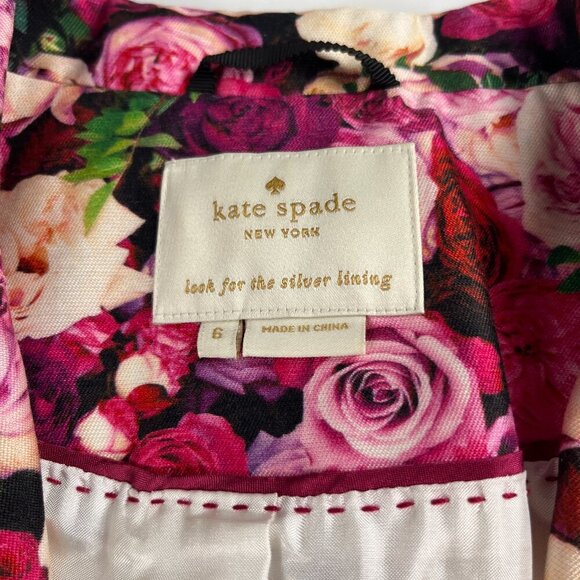 kate spade
NEW YORK
look for the silver lining
6
MADE IN CHINA